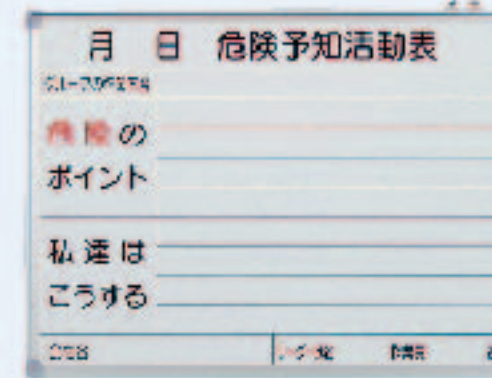 月 日 危険予知活動表
危険の
ポイント
私達は
こうする